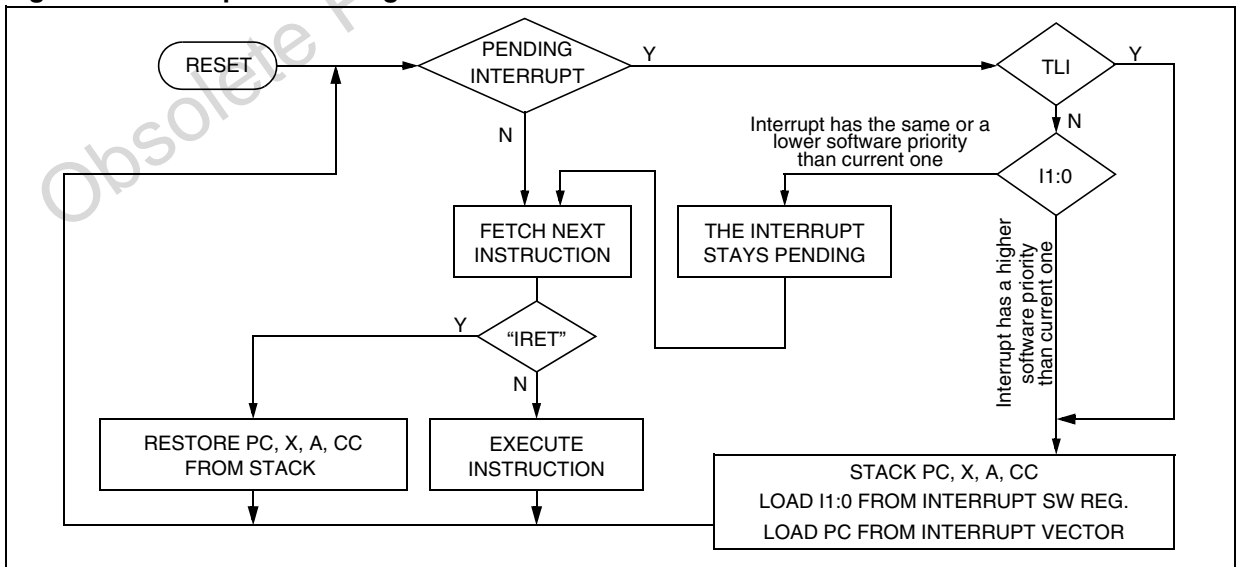 Obsolete
RESET
PENDING
INTERRUPT
Y
TLI
Y
N
N
Interrupt has the same or a
lower software priority
than current one
I1:0
FETCH NEXT
INSTRUCTION
THE INTERRUPT
STAYS PENDING
Interrupt has a higher
software priority
than current one
Y
“IRET”
N
RESTORE PC, X, A, CC
FROM STACK
EXECUTE
INSTRUCTION
STACK PC, X, A, CC
LOAD I1:0 FROM INTERRUPT SW REG.
LOAD PC FROM INTERRUPT VECTOR